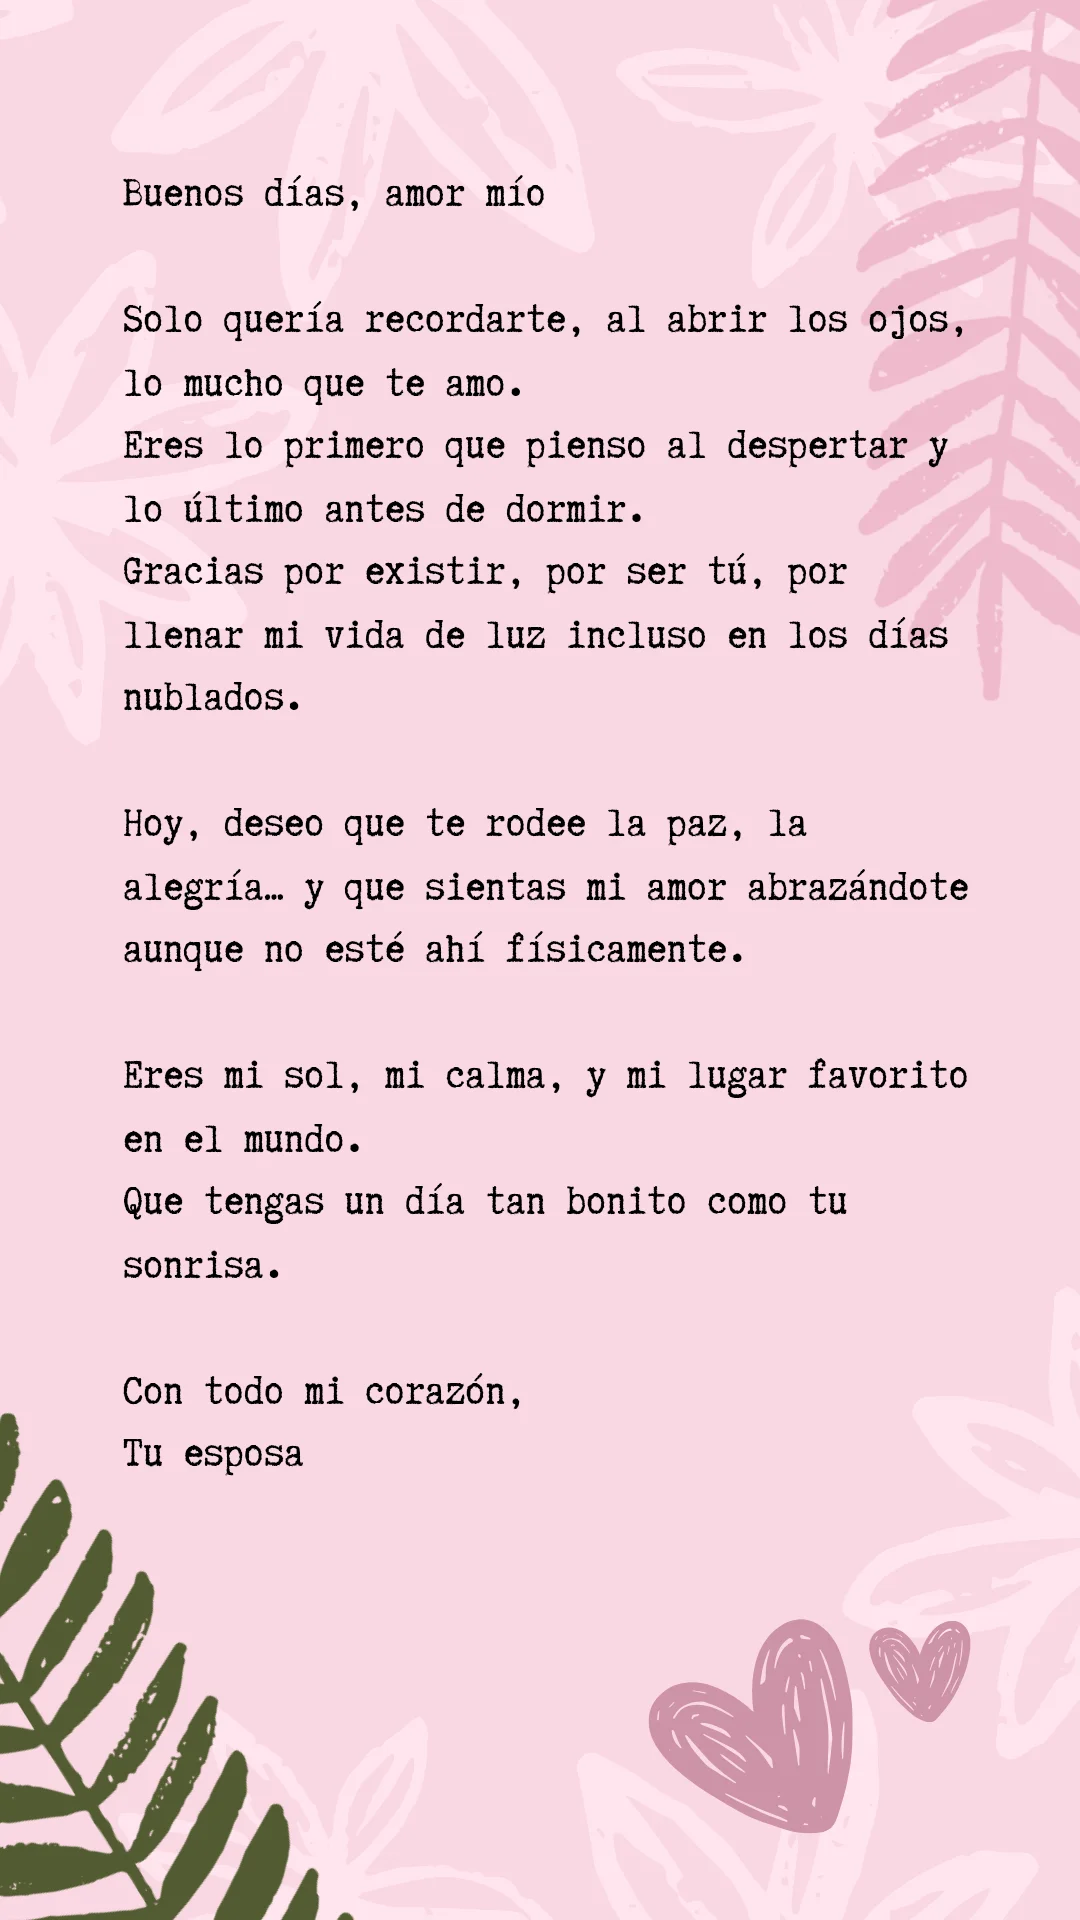 Buenos días, amor mío
Solo quería recordarte, al abrir los ojos,
lo mucho que te amo.
Eres lo primero que pienso al despertar y
lo último antes de dormir.
Gracias por existir, por ser tú, por
llenar mi vida de luz incluso en los días
nublados.
Hoy, deseo que te rodee la paz, la
alegría… y que sientas mi amor abrazándote
aunque no esté ahí físicamente.
Eres mi sol, mi calma, y mi lugar favorito
en el mundo.
Que tengas un día tan bonito como tu
sonrisa.
Con todo mi corazón,
Tu esposa